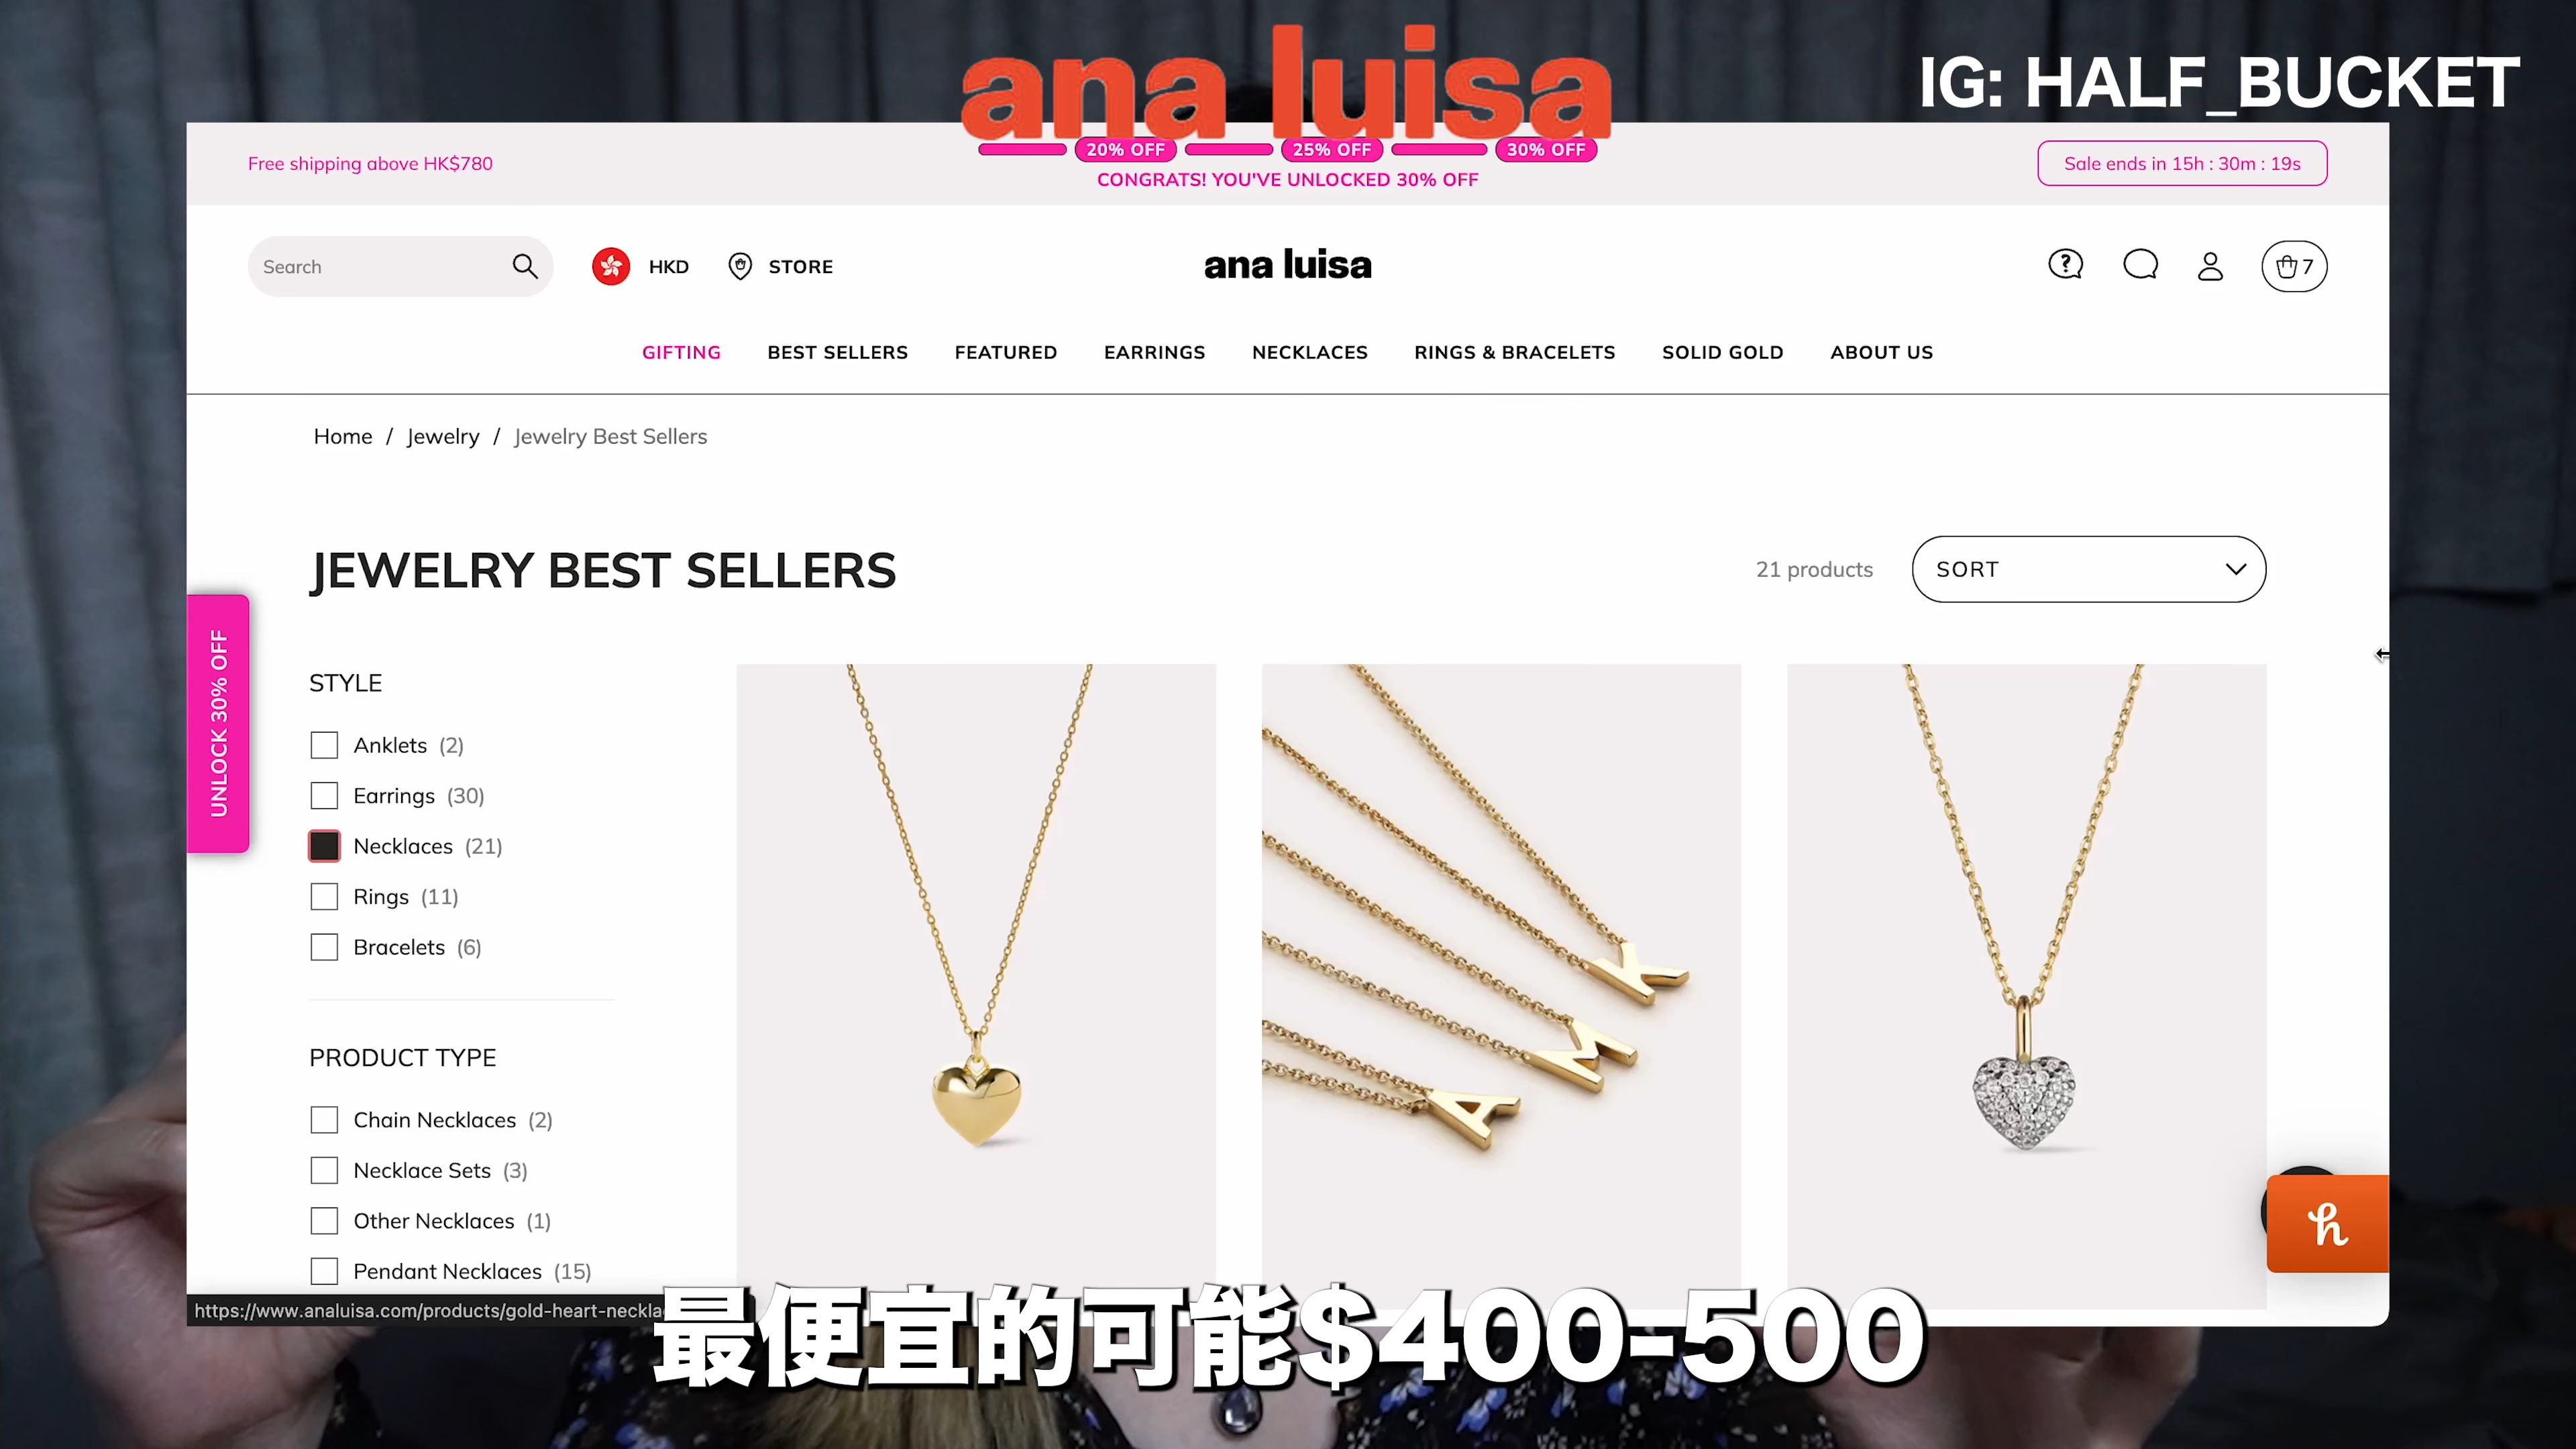 ana luisa
IG: HALF_BUCKET
Free shipping above HK$780
20% OFF
25% OFF
30% OFF
CONGRATS! YOU'VE UNLOCKED 30% OFF
Sale ends in 15h : 30m : 19s
Search
HKD
STORE
ana luisa
7
GIFTING
BEST SELLERS
FEATURED
EARRINGS
NECKLACES
RINGS & BRACELETS
SOLID GOLD
ABOUT US
Home / Jewelry / Jewelry Best Sellers
JEWELRY BEST SELLERS
21 products
SORT
UNLOCK 30% OFF
STYLE
Anklets (2)
Earrings (30)
Necklaces (21)
Rings (11)
Bracelets (6)
PRODUCT TYPE
Chain Necklaces (2)
Necklace Sets (3)
Other Necklaces (1)
Pendant Necklaces (15)
K
M
A
h
https://www.analuisa.com/products/gold-heart-neckla
最便宜的可能$400-500